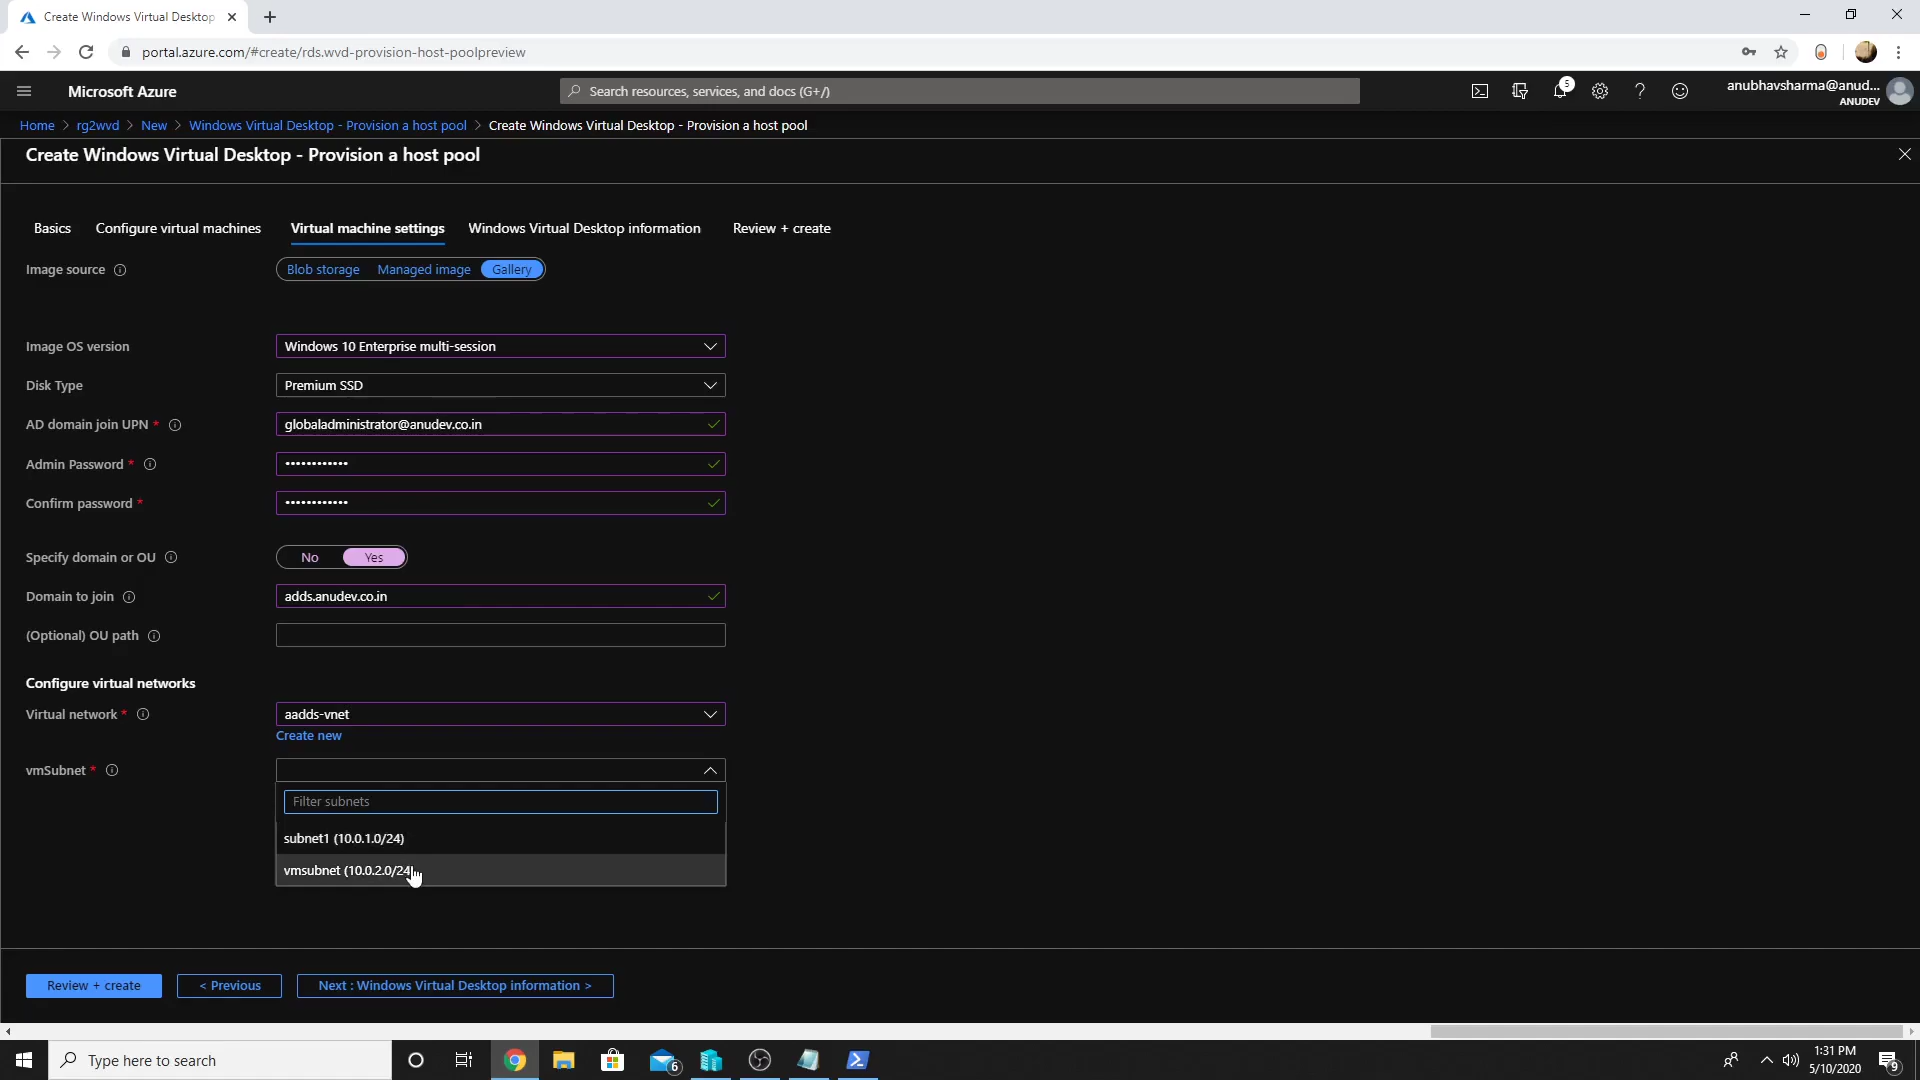 Create Windows Virtual Desktop
portal.azure.com/#create/rds.wvd-provision-host-poolpreview
Microsoft Azure
Search resources, services, and docs (G+/)
5
anubhavsharma@anud...
ANUDEV
Home > rg2wvd > New > Windows Virtual Desktop - Provision a host pool > Create Windows Virtual Desktop - Provision a host pool
Create Windows Virtual Desktop - Provision a host pool
Basics Configure virtual machines Virtual machine settings Windows Virtual Desktop information Review + create
Image source Blob storage Managed image Gallery
Image OS version Windows 10 Enterprise multi-session
Disk Type Premium SSD
AD domain join UPN * globaladministrator@anudev.co.in
Admin Password * ••••••••••••
Confirm password * ••••••••••••
Specify domain or OU No Yes
Domain to join adds.anudev.co.in
(Optional) OU path
Configure virtual networks
Virtual network * aadds-vnet
Create new
vmSubnet *
Filter subnets
subnet1 (10.0.1.0/24)
vmsubnet (10.0.2.0/24)
Review + create < Previous Next : Windows Virtual Desktop information >
Type here to search
6
1:31 PM
5/10/2020
9